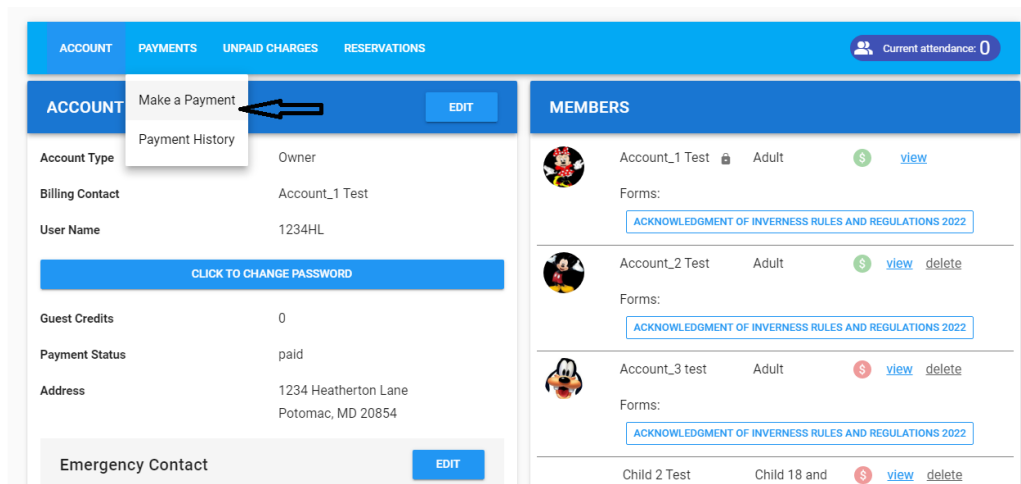 ACCOUNT PAYMENTS UNPAID CHARGES RESERVATIONS Current attendance: 0
Make a Payment
Payment History
ACCOUNT EDIT
Account Type Owner
Billing Contact Account_1 Test
User Name 1234HL
CLICK TO CHANGE PASSWORD
Guest Credits 0
Payment Status paid
Address 1234 Heatherton Lane
Potomac, MD 20854
Emergency Contact EDIT
MEMBERS
Account_1 Test Adult $ view
Forms:
ACKNOWLEDGMENT OF INVERNESS RULES AND REGULATIONS 2022
Account_2 Test Adult $ view delete
Forms:
ACKNOWLEDGMENT OF INVERNESS RULES AND REGULATIONS 2022
Account_3 test Adult $ view delete
Forms:
ACKNOWLEDGMENT OF INVERNESS RULES AND REGULATIONS 2022
Child 2 Test Child 18 and $ view delete